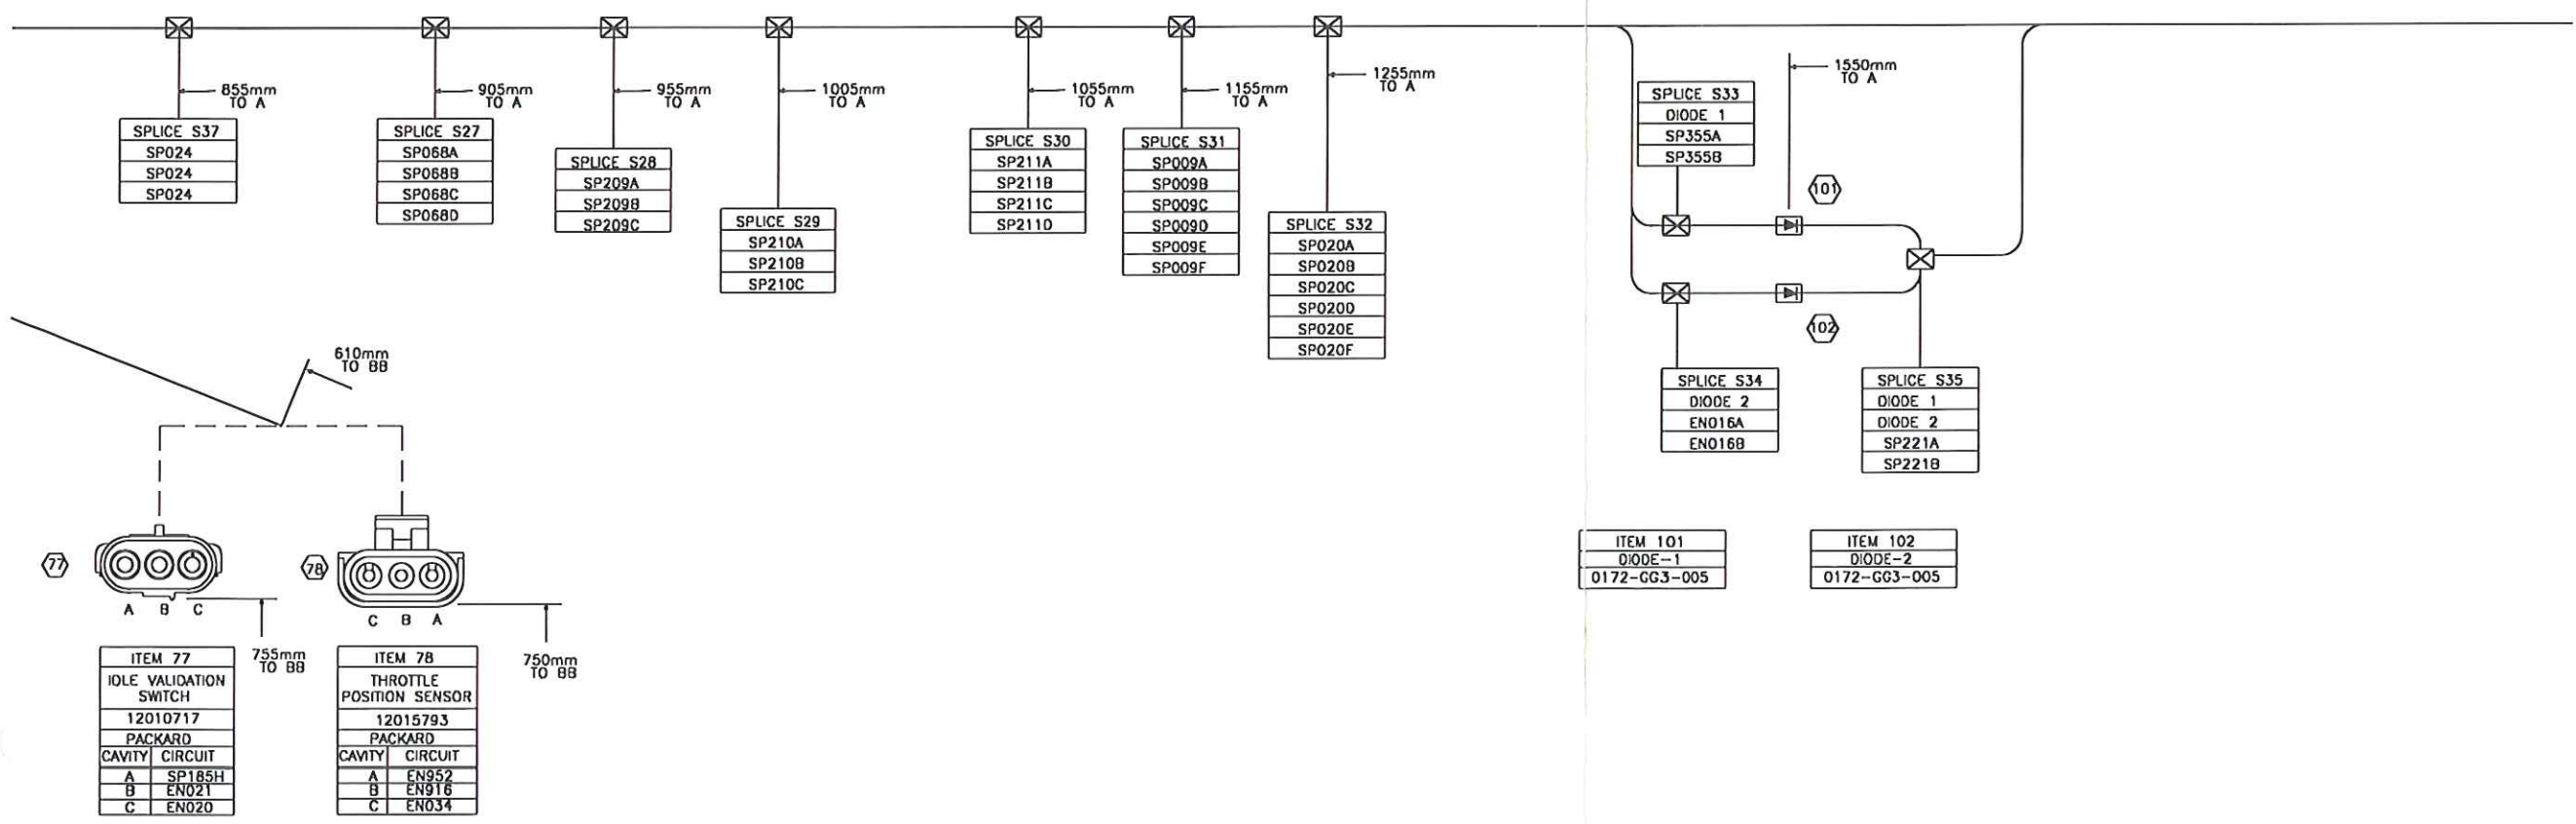 855mm
TO A
SPLICE S37
SP024
SP024
SP024
905mm
TO A
SPLICE S27
SP068A
SP068B
SP068C
SP068D
955mm
TO A
SPLICE S28
SP209A
SP209B
SP209C
1005mm
TO A
SPLICE S29
SP210A
SP210B
SP210C
1055mm
TO A
SPLICE S30
SP211A
SP211B
SP211C
SP211D
1155mm
TO A
SPLICE S31
SP009A
SP009B
SP009C
SP009D
SP009E
SP009F
1255mm
TO A
SPLICE S32
SP020A
SP020B
SP020C
SP020D
SP020E
SP020F
SPLICE S33
DIODE 1
SP355A
SP355B
1550mm
TO A
101
102
SPLICE S34
DIODE 2
EN016A
EN016B
SPLICE S35
DIODE 1
DIODE 2
SP221A
SP221B
ITEM 101
DIODE-1
0172-GG3-005
ITEM 102
DIODE-2
0172-GG3-005
610mm
TO BB
77
A B C
755mm
TO BB
ITEM 77
IDLE VALIDATION
SWITCH
12010717
PACKARD
CAVITY CIRCUIT
A SP185H
B EN021
C EN020
78
C B A
750mm
TO BB
ITEM 78
THROTTLE
POSITION SENSOR
12015793
PACKARD
CAVITY CIRCUIT
A EN952
B EN916
C EN034